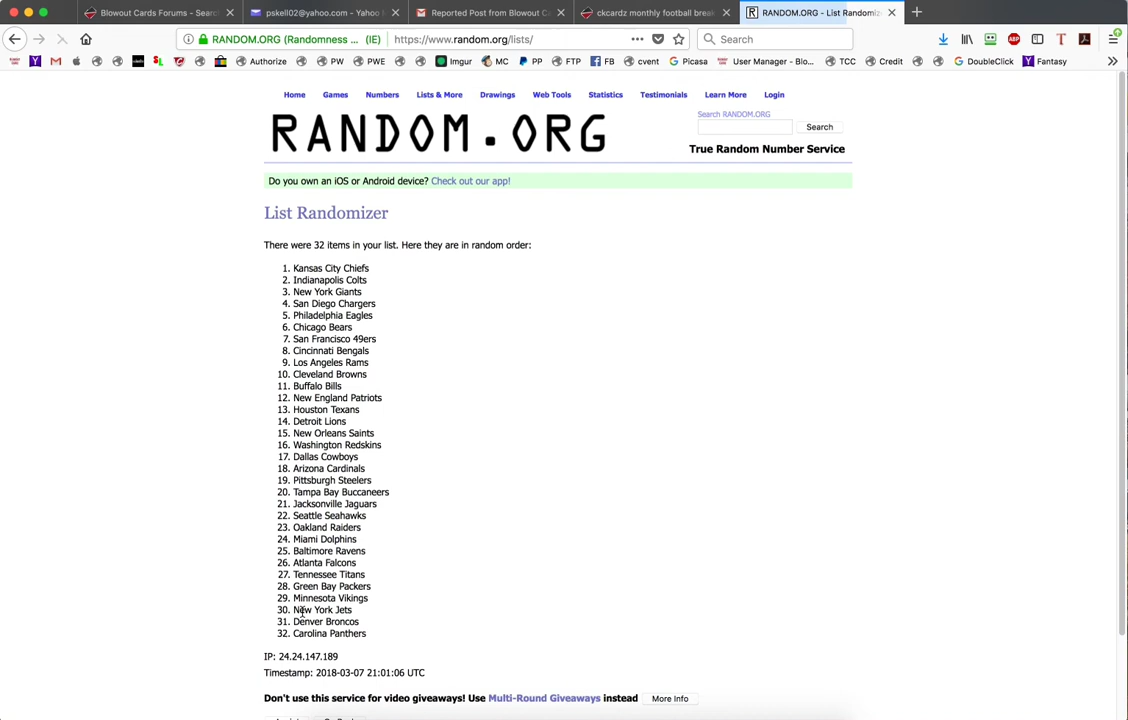 Blowout Cards Forums - Searc
pskell02@yahoo.com - Yahoo
Reported Post from Blowout C
ckcardz monthly football break
RANDOM.ORG - List Randomiz
RANDOM.ORG (Randomness ... (IE)
https://www.random.org/lists/
Search
Authorize PW PWE Imgur MC PP FTP FB cvent Picasa User Manager - Blo... TCC Credit DoubleClick Fantasy
Home Games Numbers Lists & More Drawings Web Tools Statistics Testimonials Learn More Login
RANDOM.ORG
Search RANDOM.ORG
Search
True Random Number Service
Do you own an iOS or Android device? Check out our app!
List Randomizer
There were 32 items in your list. Here they are in random order:
1. Kansas City Chiefs
2. Indianapolis Colts
3. New York Giants
4. San Diego Chargers
5. Philadelphia Eagles
6. Chicago Bears
7. San Francisco 49ers
8. Cincinnati Bengals
9. Los Angeles Rams
10. Cleveland Browns
11. Buffalo Bills
12. New England Patriots
13. Houston Texans
14. Detroit Lions
15. New Orleans Saints
16. Washington Redskins
17. Dallas Cowboys
18. Arizona Cardinals
19. Pittsburgh Steelers
20. Tampa Bay Buccaneers
21. Jacksonville Jaguars
22. Seattle Seahawks
23. Oakland Raiders
24. Miami Dolphins
25. Baltimore Ravens
26. Atlanta Falcons
27. Tennessee Titans
28. Green Bay Packers
29. Minnesota Vikings
30. New York Jets
31. Denver Broncos
32. Carolina Panthers
IP: 24.24.147.189
Timestamp: 2018-03-07 21:01:06 UTC
Don't use this service for video giveaways! Use Multi-Round Giveaways instead
More Info